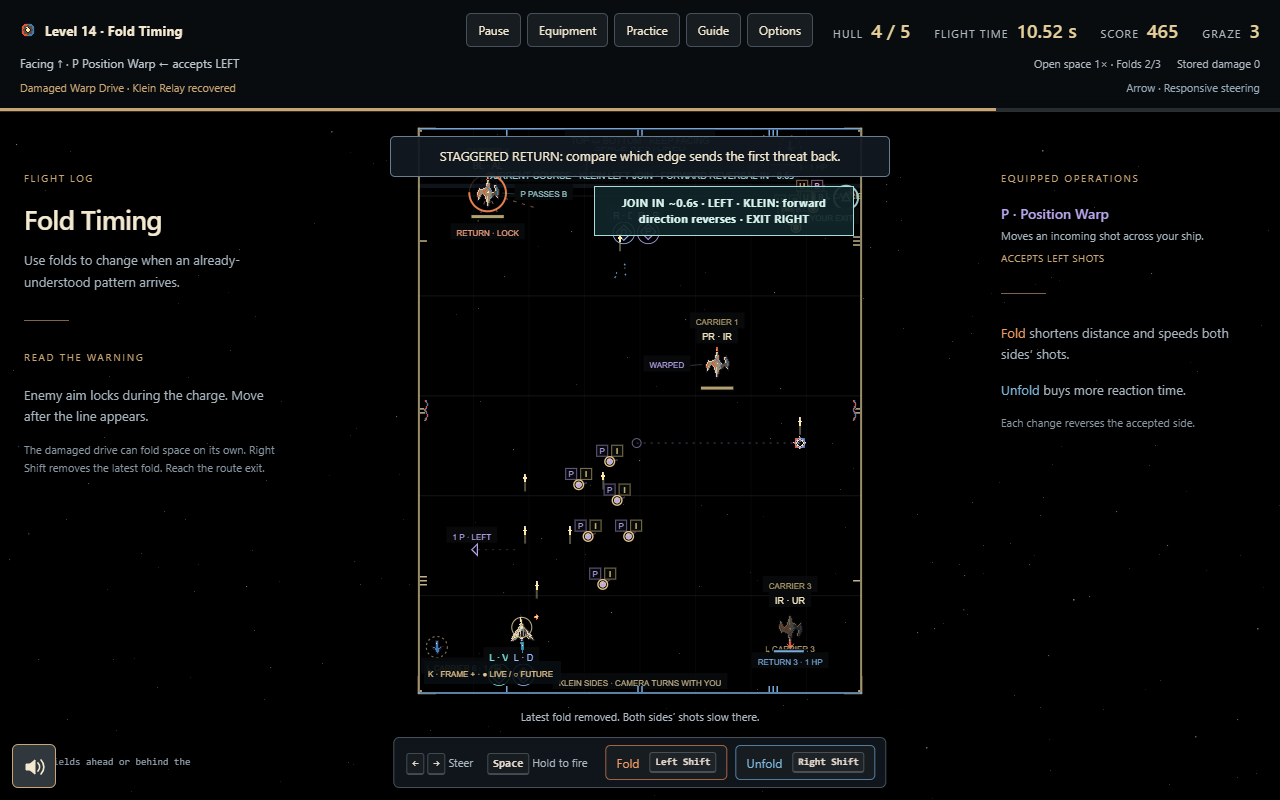 Level 14 · Fold Timing
Pause
Equipment
Practice
Guide
Options
HULL 4 / 5
FLIGHT TIME 10.52 s
SCORE 465
GRAZE 3
Facing ↑ · P Position Warp ← accepts LEFT
Open space 1× · Folds 2/3
Stored damage 0
Damaged Warp Drive · Klein Relay recovered
Arrow · Responsive steering
STAGGERED RETURN: compare which edge sends the first threat back.
FLIGHT LOG
Fold Timing
Use folds to change when an already-
understood pattern arrives.
READ THE WARNING
Enemy aim locks during the charge. Move
after the line appears.
The damaged drive can fold space on its own. Right
Shift removes the latest fold. Reach the route exit.
P PASSES B
RETURN · LOCK
JOIN IN ~0.6s · LEFT · KLEIN: forward
direction reverses · EXIT RIGHT
CARRIER 1
PR · IR
WARPED
P I
P I
P I
P I
P I
P I
1 P · LEFT
CARRIER 3
IR · UR
RETURN 3 · 1 HP
L · V L · D
K · FRAME + · ● LIVE / ○ FUTURE
KLEIN SIDES · CAMERA TURNS WITH YOU
EQUIPPED OPERATIONS
P · Position Warp
Moves an incoming shot across your ship.
ACCEPTS LEFT SHOTS
Fold shortens distance and speeds both
sides' shots.
Unfold buys more reaction time.
Each change reverses the accepted side.
Latest fold removed. Both sides' shots slow there.
ields ahead or behind the
← → Steer
Space Hold to fire
Fold Left Shift
Unfold Right Shift